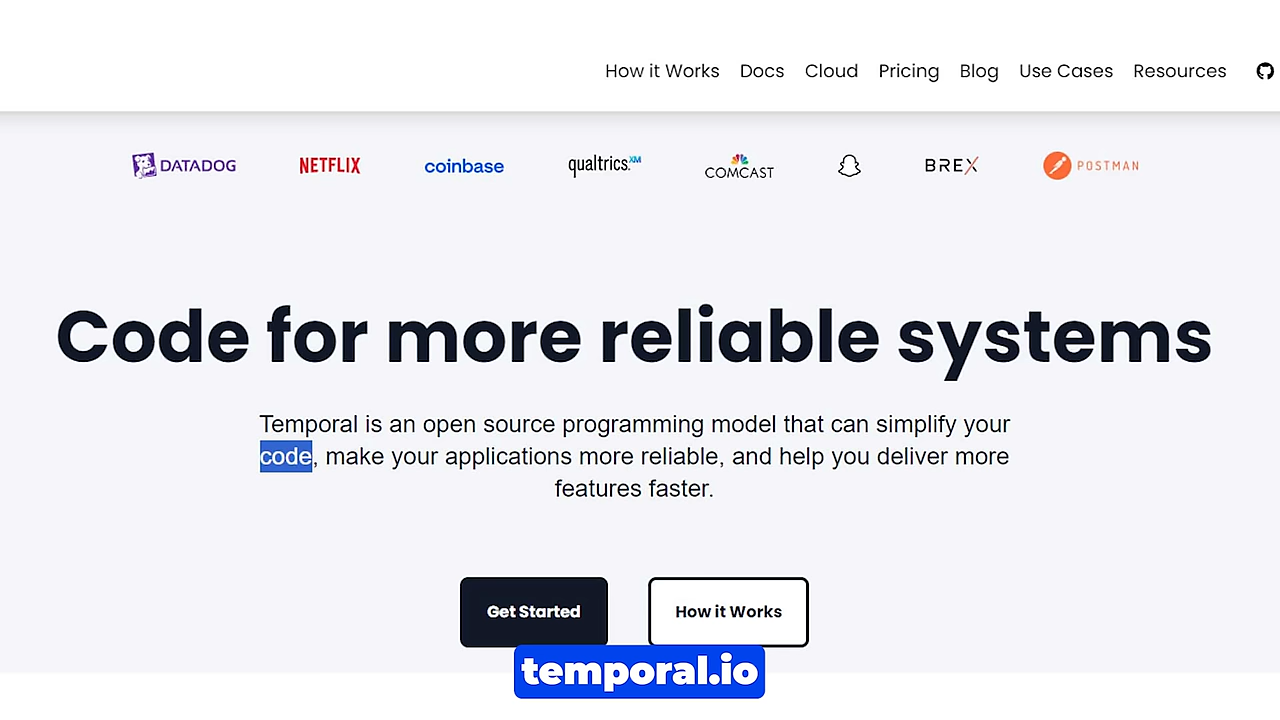 How it Works Docs Cloud Pricing Blog Use Cases Resources
DATADOG NETFLIX coinbase qualtrics.XM COMCAST BREX POSTMAN
Code for more reliable systems
Temporal is an open source programming model that can simplify your
code, make your applications more reliable, and help you deliver more
features faster.
Get Started How it Works
temporal.io